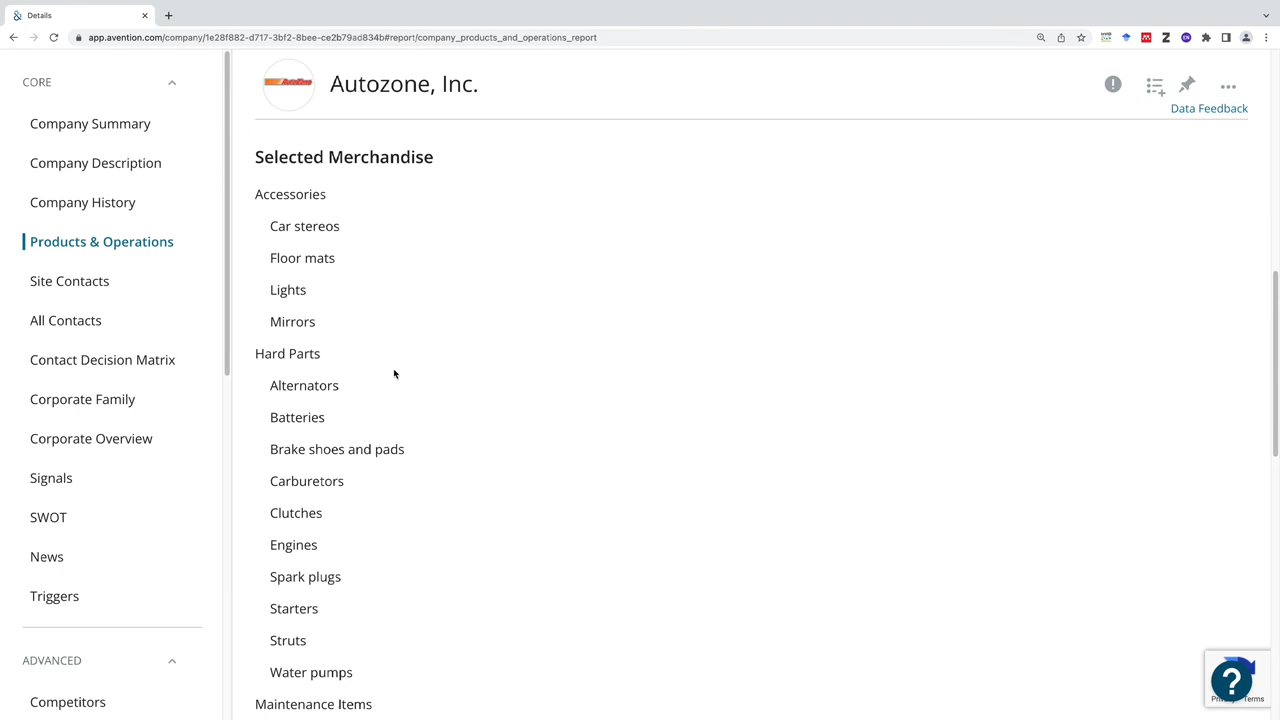 Details
app.avention.com/company/1e28f882-d717-3bf2-8bee-ce2b79ad834b#report/company_products_and_operations_report
CORE
Company Summary
Company Description
Company History
Products & Operations
Site Contacts
All Contacts
Contact Decision Matrix
Corporate Family
Corporate Overview
Signals
SWOT
News
Triggers
ADVANCED
Competitors
AutoZone
Autozone, Inc.
Data Feedback
Selected Merchandise
Accessories
Car stereos
Floor mats
Lights
Mirrors
Hard Parts
Alternators
Batteries
Brake shoes and pads
Carburetors
Clutches
Engines
Spark plugs
Starters
Struts
Water pumps
Maintenance Items
?
Terms